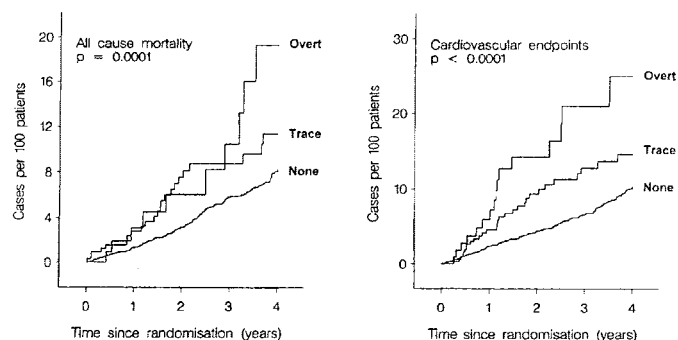 All cause mortality
p = 0.0001
Overt
Trace
None
Cases per 100 patients
20
16
12
8
4
0
0 1 2 3 4
Time since randomisation (years)
Cardiovascular endpoints
p < 0.0001
Overt
Trace
None
Cases per 100 patients
30
20
10
0
0 1 2 3 4
Time since randomisation (years)